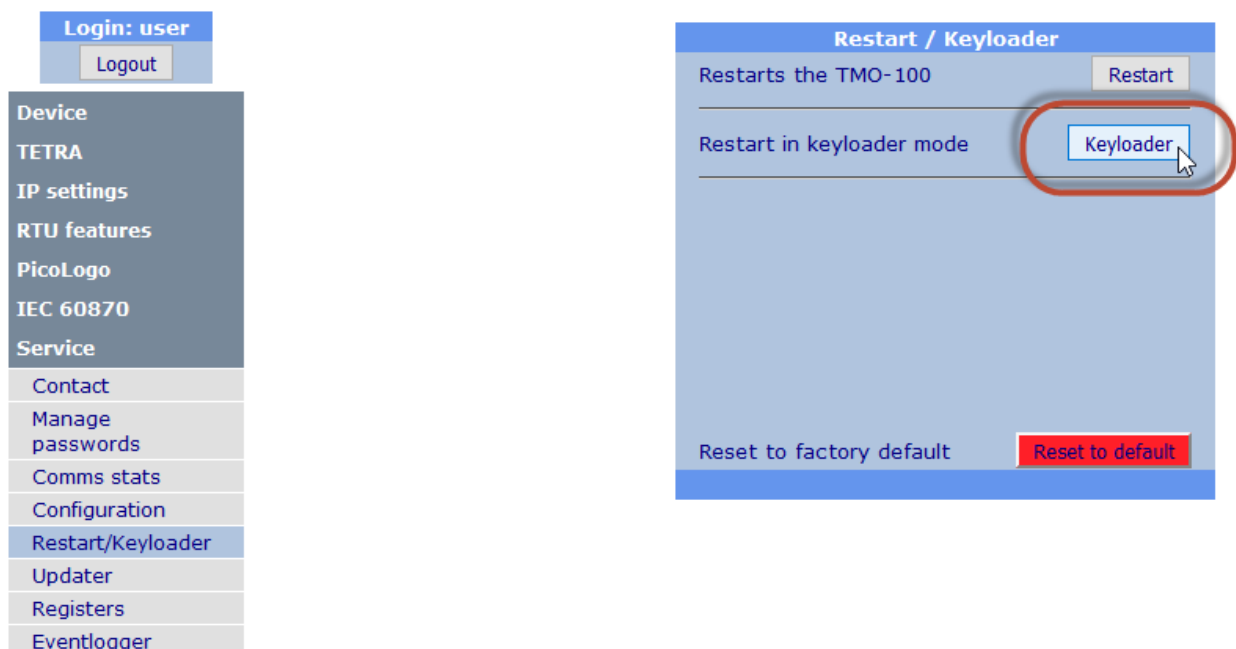 Login: user
Logout
Device
TETRA
IP settings
RTU features
PicoLogo
IEC 60870
Service
Contact
Manage
passwords
Comms stats
Configuration
Restart/Keyloader
Updater
Registers
Eventlogger
Restart / Keyloader
Restarts the TMO-100 Restart
Restart in keyloader mode Keyloader
Reset to factory default Reset to default